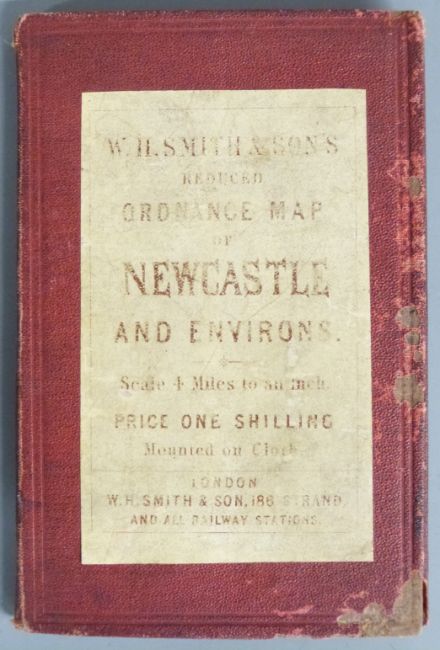 W. H. SMITH & SON'S
REDUCED
ORDNANCE MAP
OF
NEWCASTLE
AND ENVIRONS.
Scale 4 Miles to an inch.
PRICE ONE SHILLING
Mounted on Cloth
LONDON
W. H. SMITH & SON, 186 STRAND,
AND ALL RAILWAY STATIONS.